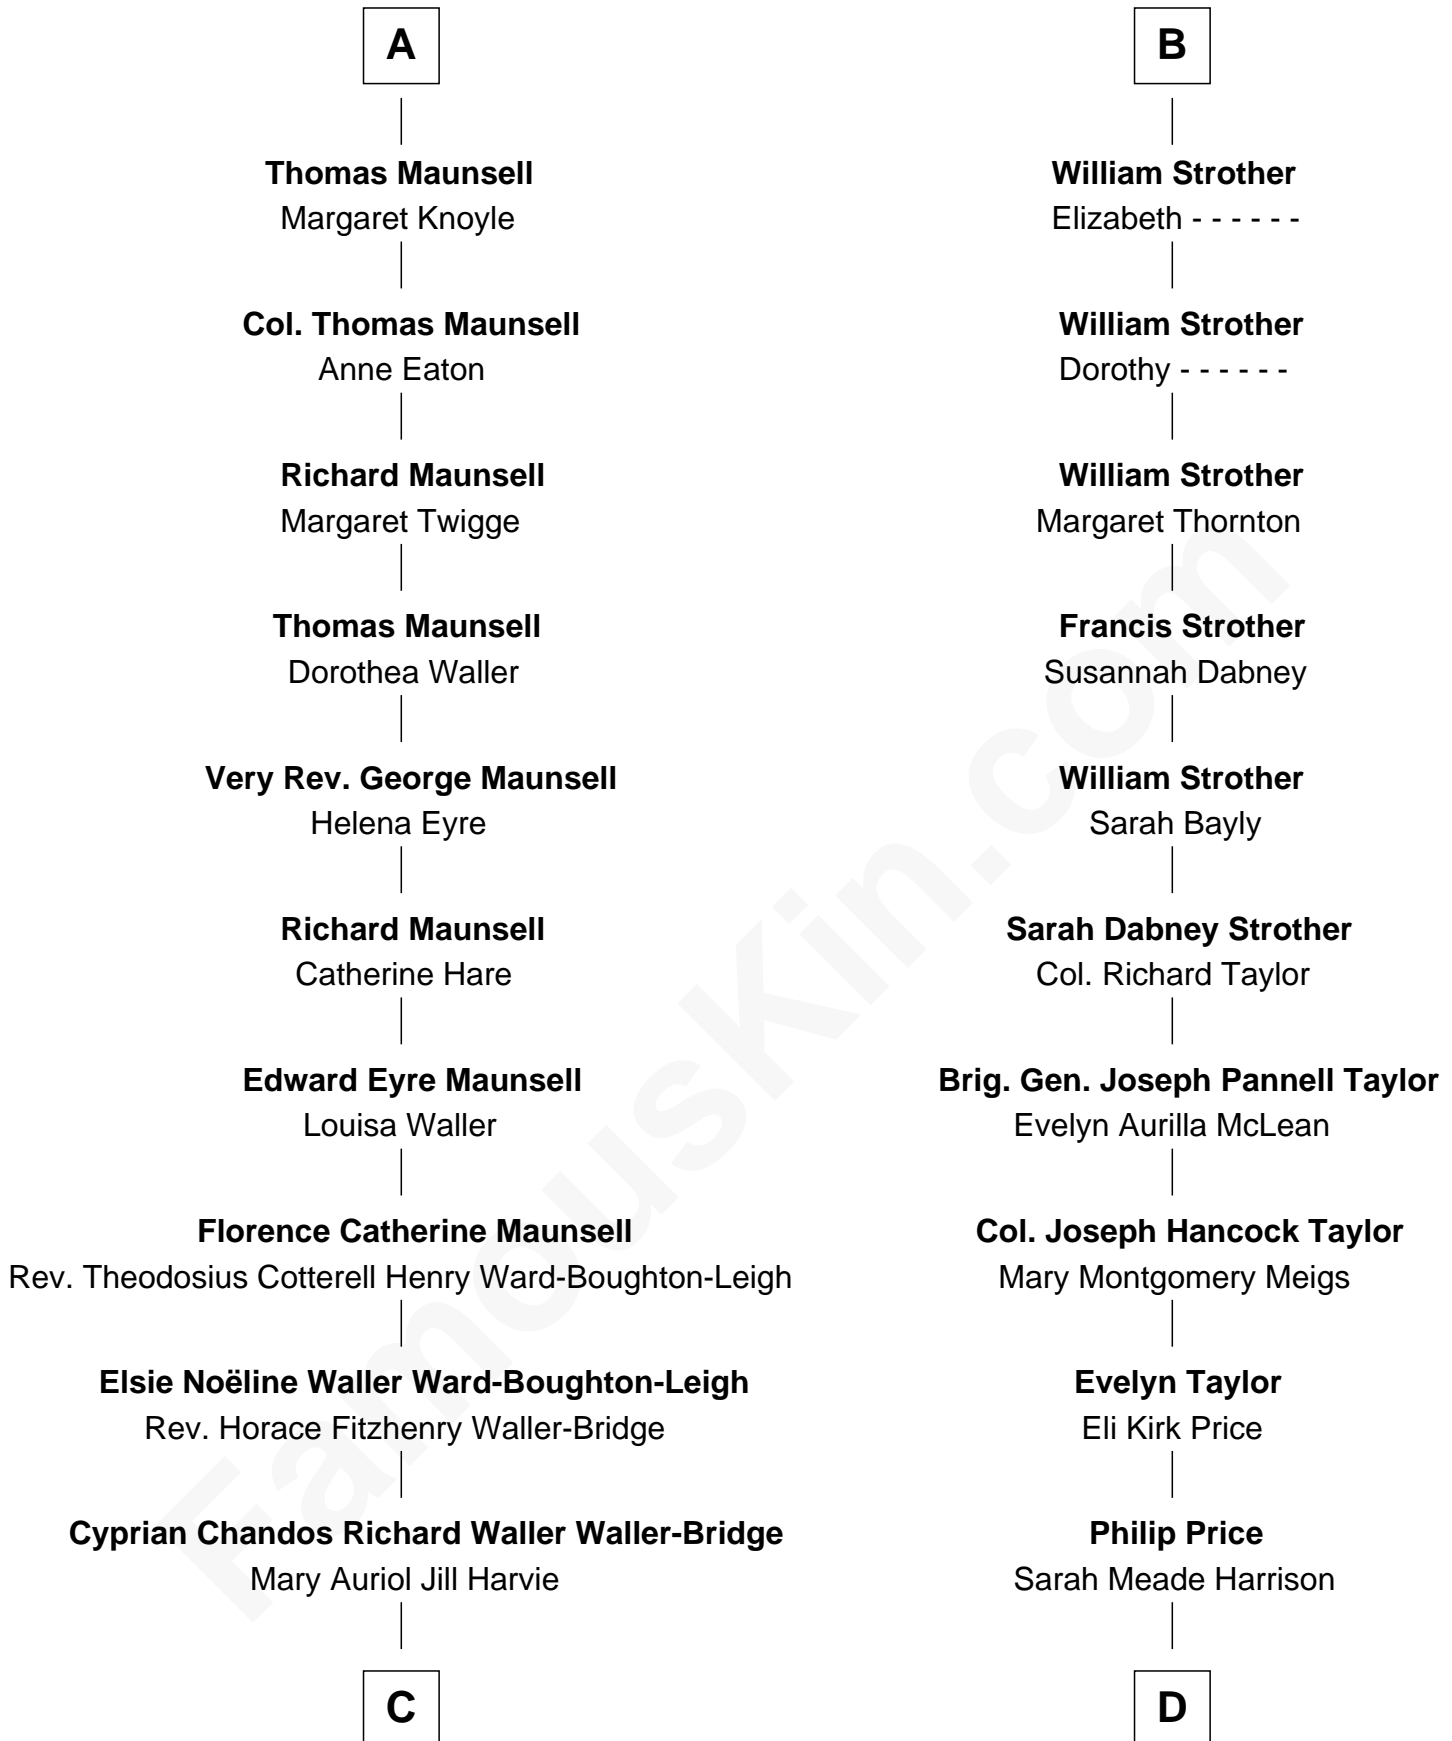 A
Thomas Maunsell
Margaret Knoyle
Col. Thomas Maunsell
Anne Eaton
Richard Maunsell
Margaret Twigge
Thomas Maunsell
Dorothea Waller
Very Rev. George Maunsell
Helena Eyre
Richard Maunsell
Catherine Hare
Edward Eyre Maunsell
Louisa Waller
Florence Catherine Maunsell
Rev. Theodosius Cotterell Henry Ward-Boughton-Leigh
Elsie Noëline Waller Ward-Boughton-Leigh
Rev. Horace Fitzhenry Waller-Bridge
Cyprian Chandos Richard Waller Waller-Bridge
Mary Auriol Jill Harvie
C
B
William Strother
Elizabeth - - - - - -
William Strother
Dorothy - - - - - -
William Strother
Margaret Thornton
Francis Strother
Susannah Dabney
William Strother
Sarah Bayly
Sarah Dabney Strother
Col. Richard Taylor
Brig. Gen. Joseph Pannell Taylor
Evelyn Aurilla McLean
Col. Joseph Hancock Taylor
Mary Montgomery Meigs
Evelyn Taylor
Eli Kirk Price
Philip Price
Sarah Meade Harrison
D
FamousKin.com